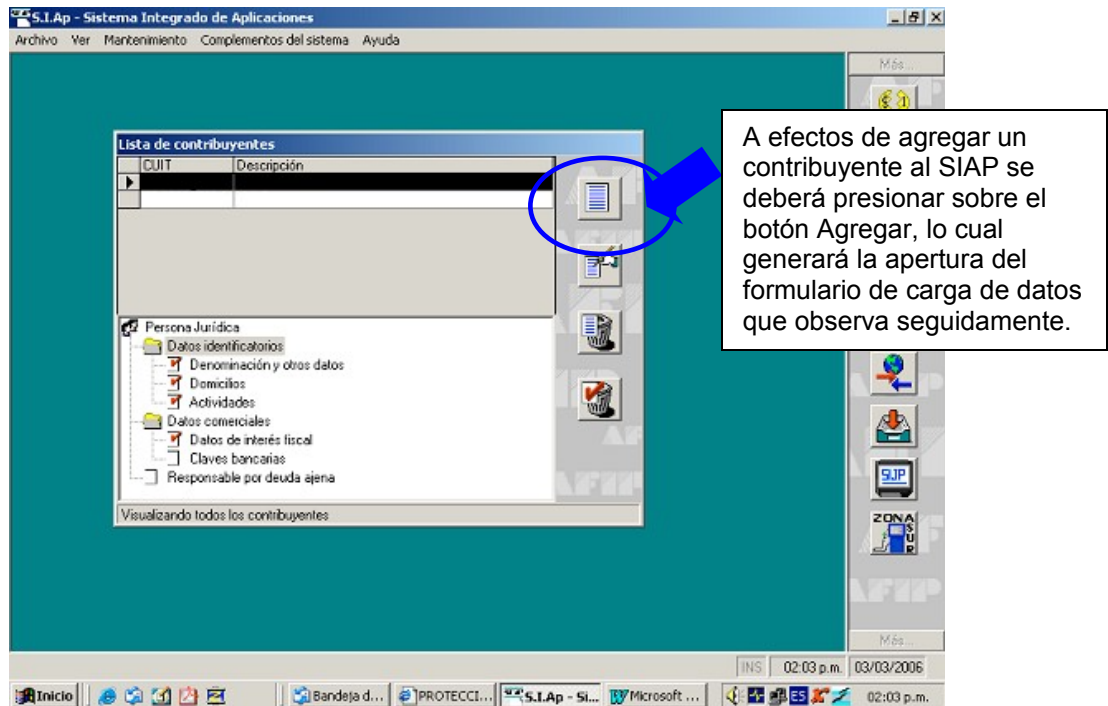 S.I.Ap - Sistema Integrado de Aplicaciones
Archivo Ver Mantenimiento Complementos del sistema Ayuda
Más...
Lista de contribuyentes
CUIT Descripción
A efectos de agregar un
contribuyente al SIAP se
deberá presionar sobre el
botón Agregar, lo cual
generará la apertura del
formulario de carga de datos
que observa seguidamente.
Persona Jurídica
Datos identificatorios
Denominación y otros datos
Domicilios
Actividades
Datos comerciales
Datos de interés fiscal
Claves bancarias
Responsable por deuda ajena
Visualizando todos los contribuyentes
SIJP
ZONA
SUR
AFIP
Más...
INS 02:03 p.m. 03/03/2006
Inicio Bandeja d... PROTECCI... S.I.Ap - Si... Microsoft ... ES 02:03 p.m.